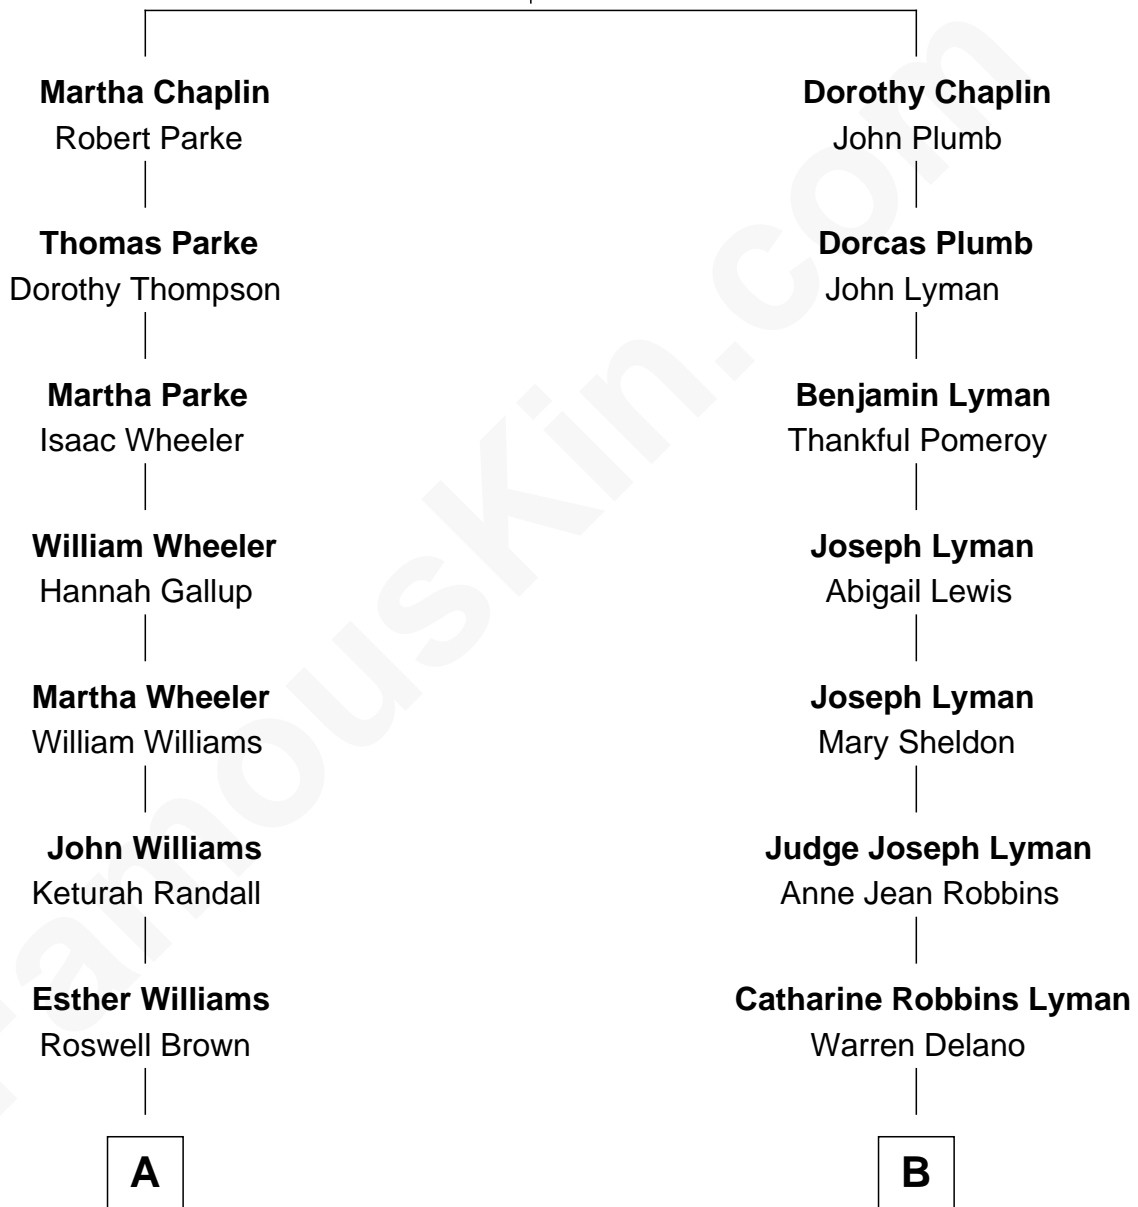 Martha Chaplin
Robert Parke
Thomas Parke
Dorothy Thompson
Martha Parke
Isaac Wheeler
William Wheeler
Hannah Gallup
Martha Wheeler
William Williams
John Williams
Keturah Randall
Esther Williams
Roswell Brown
A
Dorothy Chaplin
John Plumb
Dorcas Plumb
John Lyman
Benjamin Lyman
Thankful Pomeroy
Joseph Lyman
Abigail Lewis
Joseph Lyman
Mary Sheldon
Judge Joseph Lyman
Anne Jean Robbins
Catharine Robbins Lyman
Warren Delano
B
FamousKin.com